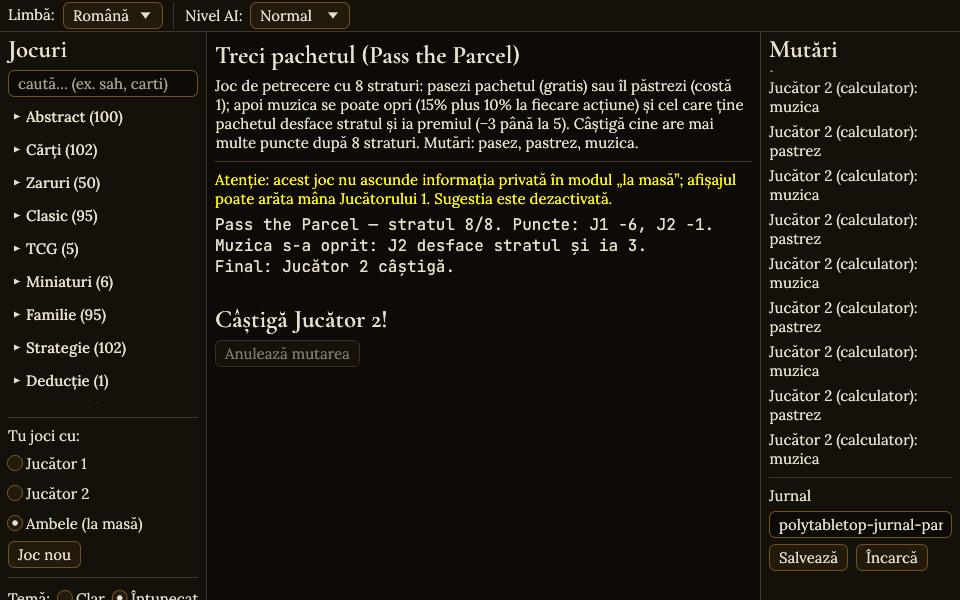 Limbă:
Română ▼
Nivel AI:
Normal ▼
Jocuri
caută... (ex. sah, carti)
▸ Abstract (100)
▸ Cărți (102)
▸ Zaruri (50)
▸ Clasic (95)
▸ TCG (5)
▸ Miniaturi (6)
▸ Familie (95)
▸ Strategie (102)
▸ Deducție (1)
Tu joci cu:
Jucător 1
Jucător 2
Ambele (la masă)
Joc nou
Temă:
Clar
Întunecat
Treci pachetul (Pass the Parcel)
Joc de petrecere cu 8 straturi: pasezi pachetul (gratis) sau îl păstrezi (costă
1); apoi muzica se poate opri (15% plus 10% la fiecare acțiune) și cel care ține
pachetul desface stratul și ia premiul (−3 până la 5). Câștigă cine are mai
multe puncte după 8 straturi. Mutări: pasez, pastrez, muzica.
Atenție: acest joc nu ascunde informația privată în modul „la masă”; afișajul
poate arăta mâna Jucătorului 1. Sugestia este dezactivată.
Pass the Parcel — stratul 8/8. Puncte: J1 -6, J2 -1.
Muzica s-a oprit: J2 desface stratul și ia 3.
Final: Jucător 2 câștigă.
Câștigă Jucător 2!
Anulează mutarea
Mutări
Jucător 2 (calculator):
muzica
Jucător 2 (calculator):
pastrez
Jucător 2 (calculator):
muzica
Jucător 2 (calculator):
pastrez
Jucător 2 (calculator):
muzica
Jucător 2 (calculator):
pastrez
Jucător 2 (calculator):
muzica
Jucător 2 (calculator):
pastrez
Jucător 2 (calculator):
muzica
Jurnal
polytabletop-jurnal-par
Salvează
Încarcă